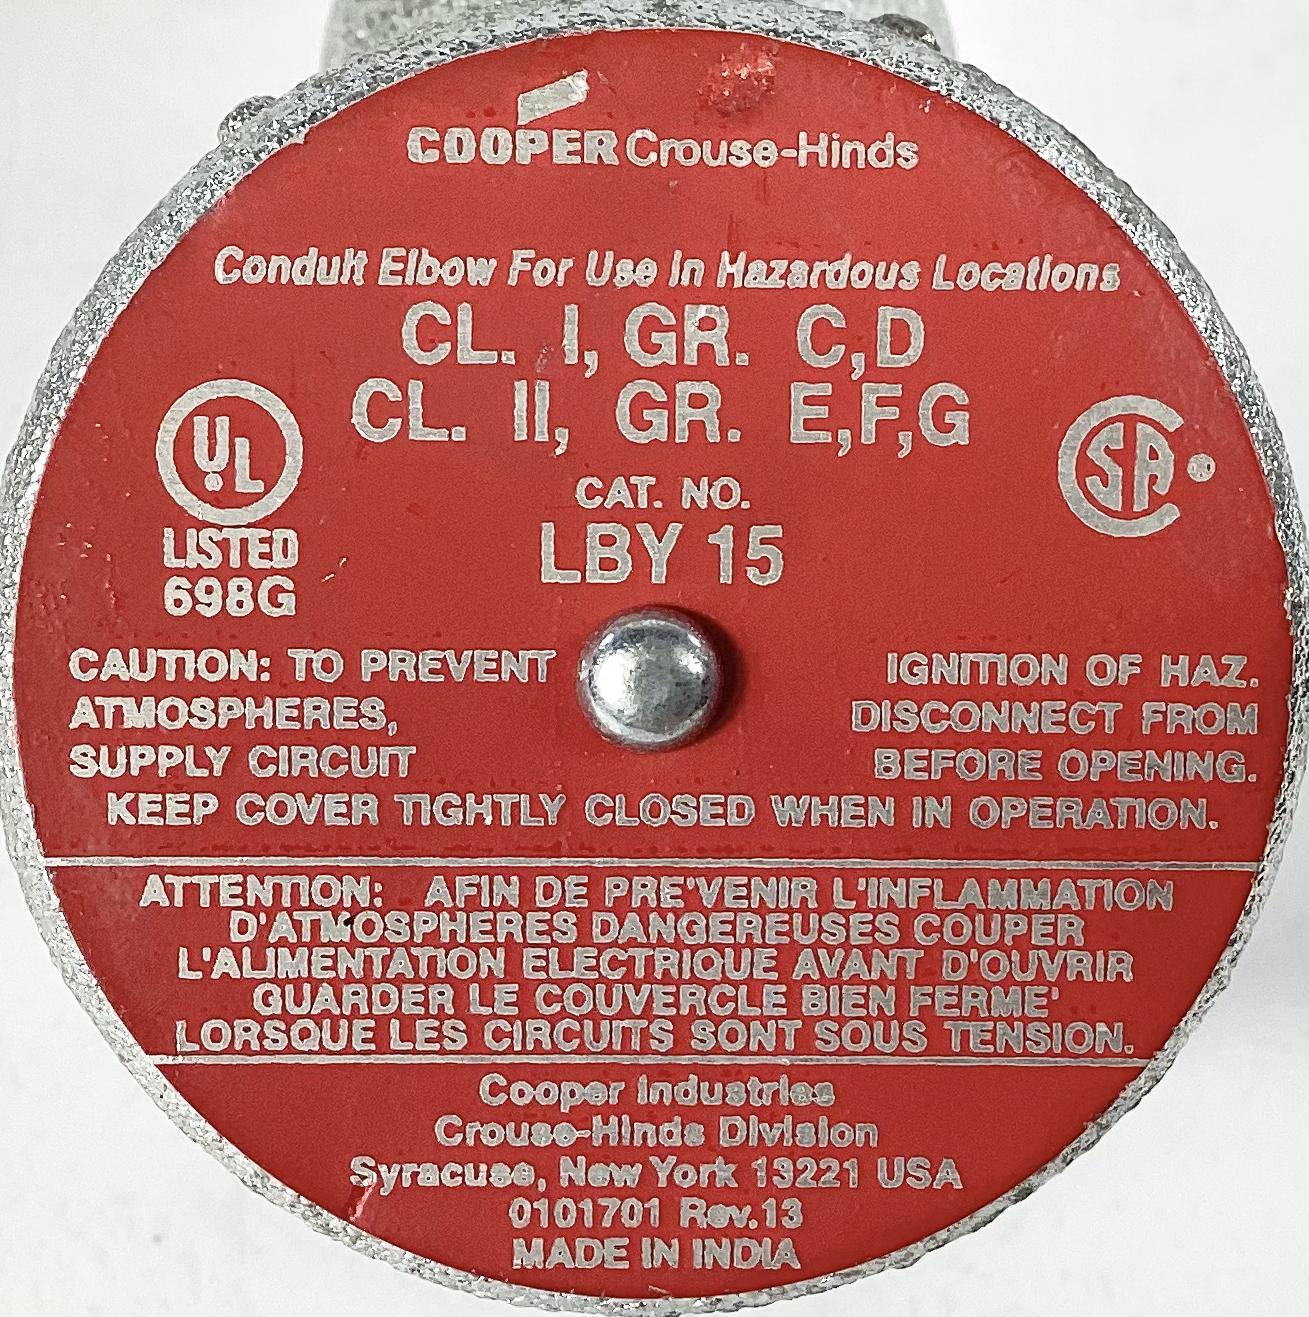 COOPER Crouse-Hinds
Conduit Elbow For Use In Hazardous Locations
CL. I, GR. C,D
CL. II, GR. E,F,G
UL
LISTED
698G
CSA ®
CAT. NO.
LBY 15
CAUTION: TO PREVENT IGNITION OF HAZ.
ATMOSPHERES, DISCONNECT FROM
SUPPLY CIRCUIT BEFORE OPENING.
KEEP COVER TIGHTLY CLOSED WHEN IN OPERATION.
ATTENTION: AFIN DE PRE'VENIR L'INFLAMMATION
D'ATMOSPHERES DANGEREUSES COUPER
L'ALIMENTATION ELECTRIQUE AVANT D'OUVRIR
GUARDER LE COUVERCLE BIEN FERME'
LORSQUE LES CIRCUITS SONT SOUS TENSION.
Cooper Industries
Crouse-Hinds Division
Syracuse, New York 13221 USA
0101701 Rev.13
MADE IN INDIA